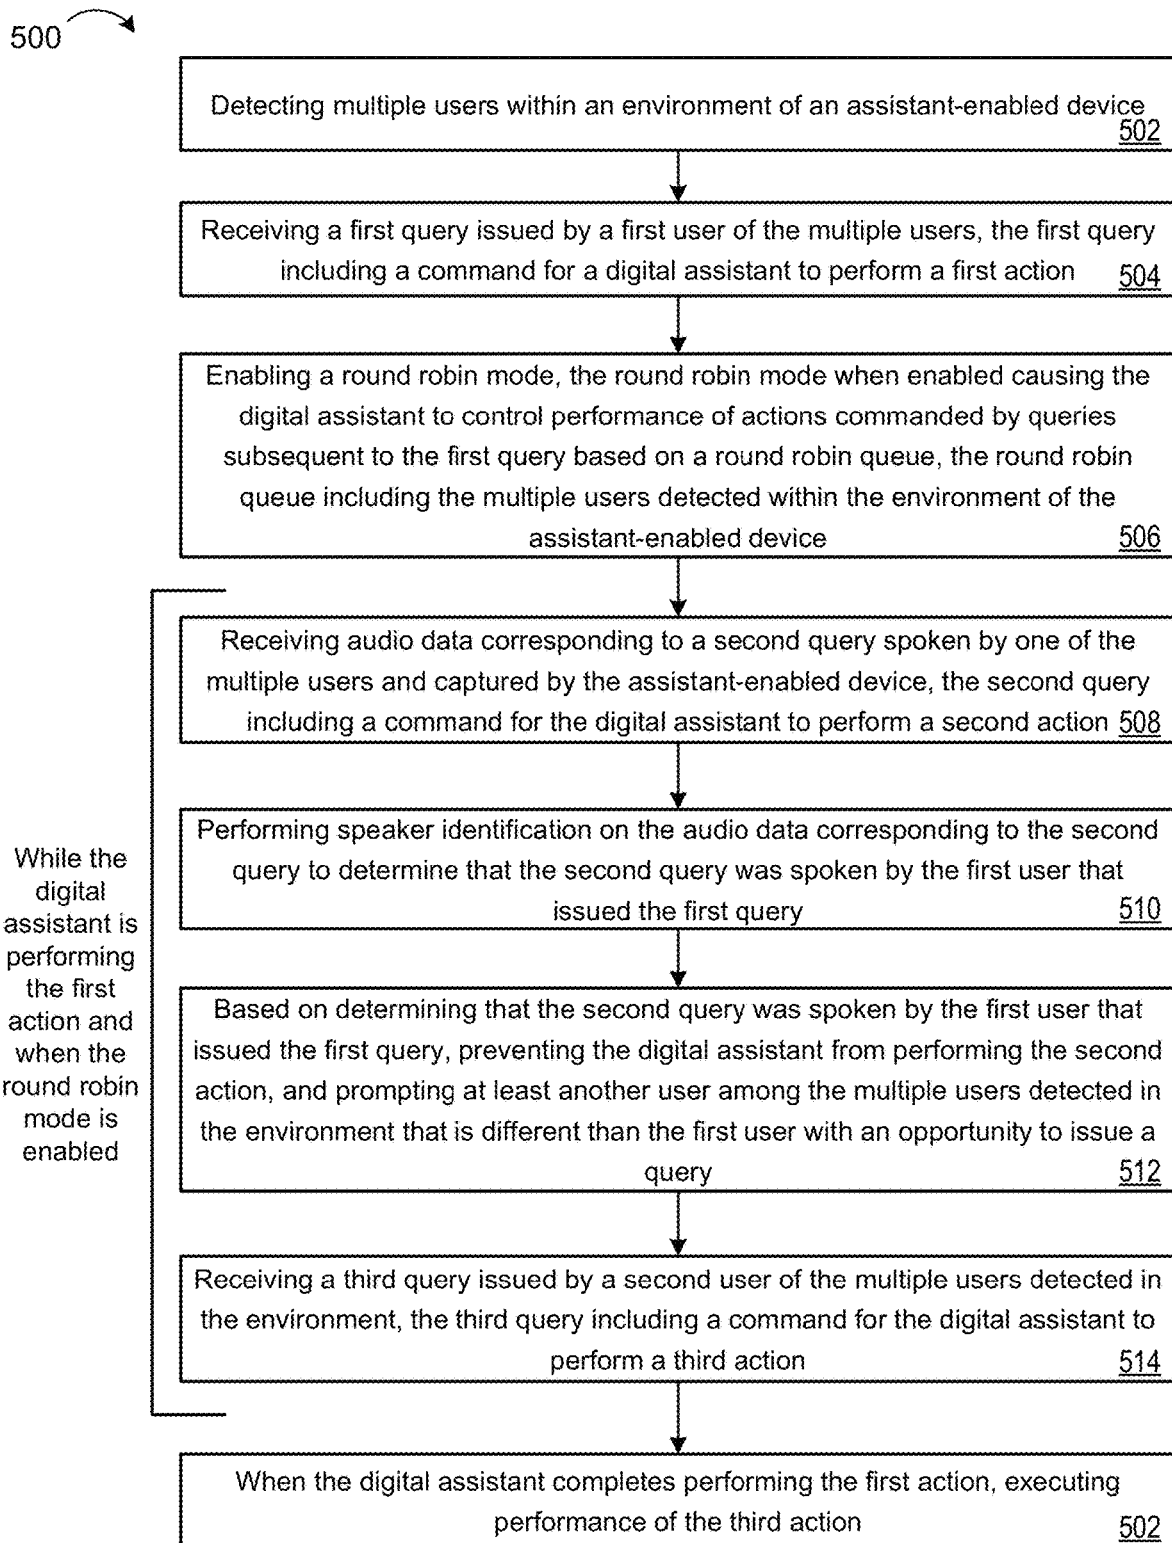 500
Detecting multiple users within an environment of an assistant-enabled device
502
Receiving a first query issued by a first user of the multiple users, the first query
including a command for a digital assistant to perform a first action
504
Enabling a round robin mode, the round robin mode when enabled causing the
digital assistant to control performance of actions commanded by queries
subsequent to the first query based on a round robin queue, the round robin
queue including the multiple users detected within the environment of the
assistant-enabled device
506
While the
digital
assistant is
performing
the first
action and
when the
round robin
mode is
enabled
Receiving audio data corresponding to a second query spoken by one of the
multiple users and captured by the assistant-enabled device, the second query
including a command for the digital assistant to perform a second action
508
Performing speaker identification on the audio data corresponding to the second
query to determine that the second query was spoken by the first user that
issued the first query
510
Based on determining that the second query was spoken by the first user that
issued the first query, preventing the digital assistant from performing the second
action, and prompting at least another user among the multiple users detected in
the environment that is different than the first user with an opportunity to issue a
query
512
Receiving a third query issued by a second user of the multiple users detected in
the environment, the third query including a command for the digital assistant to
perform a third action
514
When the digital assistant completes performing the first action, executing
performance of the third action
502